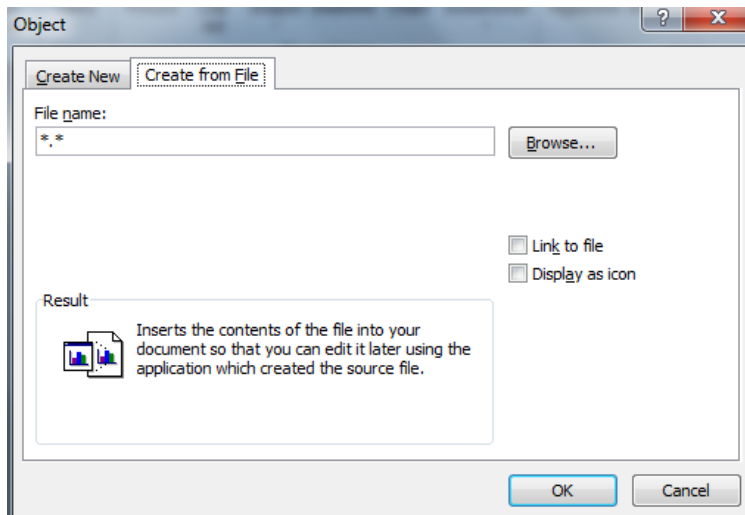 Object
?
X
Create New
Create from File
File name:
*.*
Browse...
Link to file
Display as icon
Result
Inserts the contents of the file into your
document so that you can edit it later using the
application which created the source file.
OK
Cancel